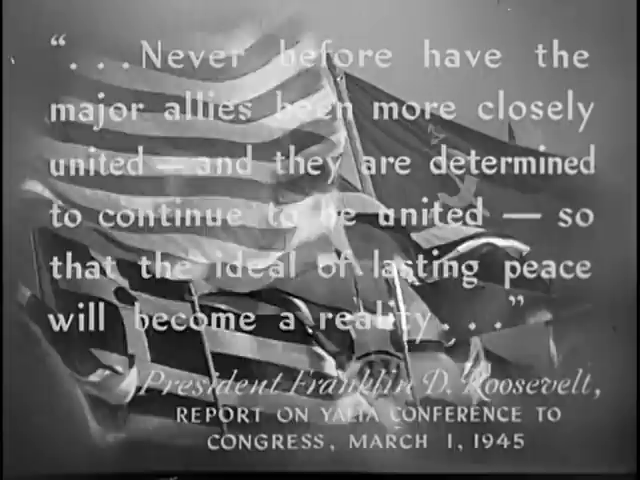 “...Never before have the
major allies been more closely
united — and they are determined
to continue to be united — so
that the ideal of lasting peace
will become a reality...”
President Franklin D. Roosevelt,
REPORT ON YALTA CONFERENCE TO
CONGRESS, MARCH 1, 1945